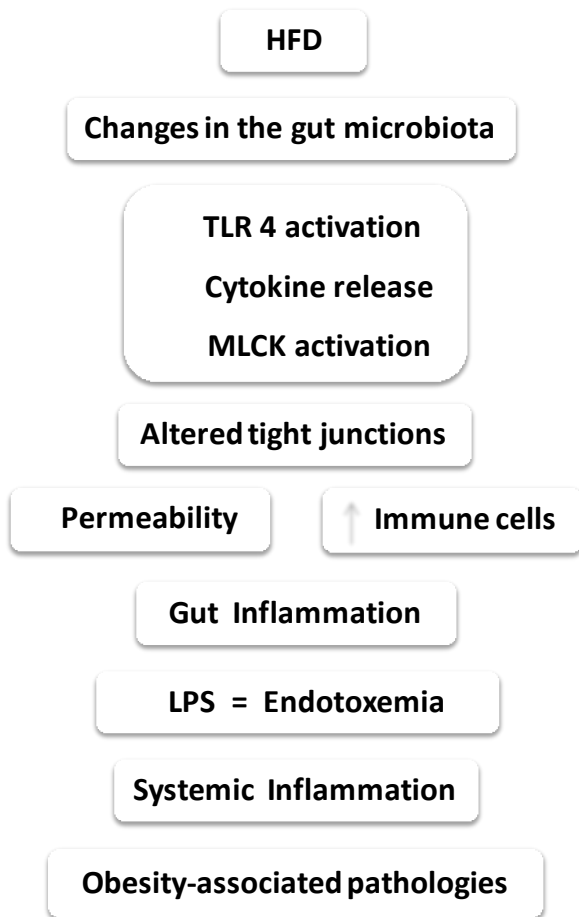 HFD
Changes in the gut microbiota
TLR 4 activation
Cytokine release
MLCK activation
Altered tight junctions
Permeability
↑ Immune cells
Gut Inflammation
LPS = Endotoxemia
Systemic Inflammation
Obesity-associated pathologies